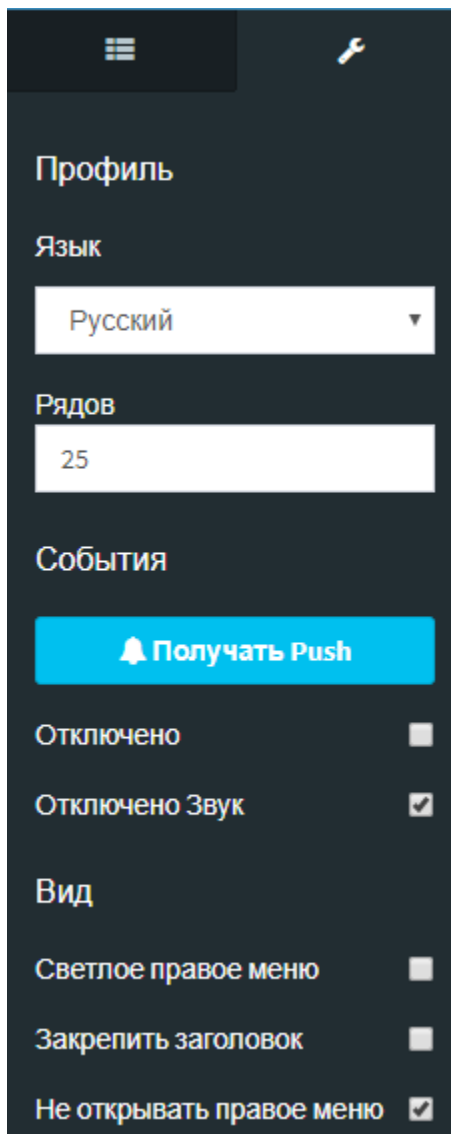 Профиль
Язык
Русский
Рядов
25
События
Получать Push
Отключено
Отключено Звук
Вид
Светлое правое меню
Закрепить заголовок
Не открывать правое меню